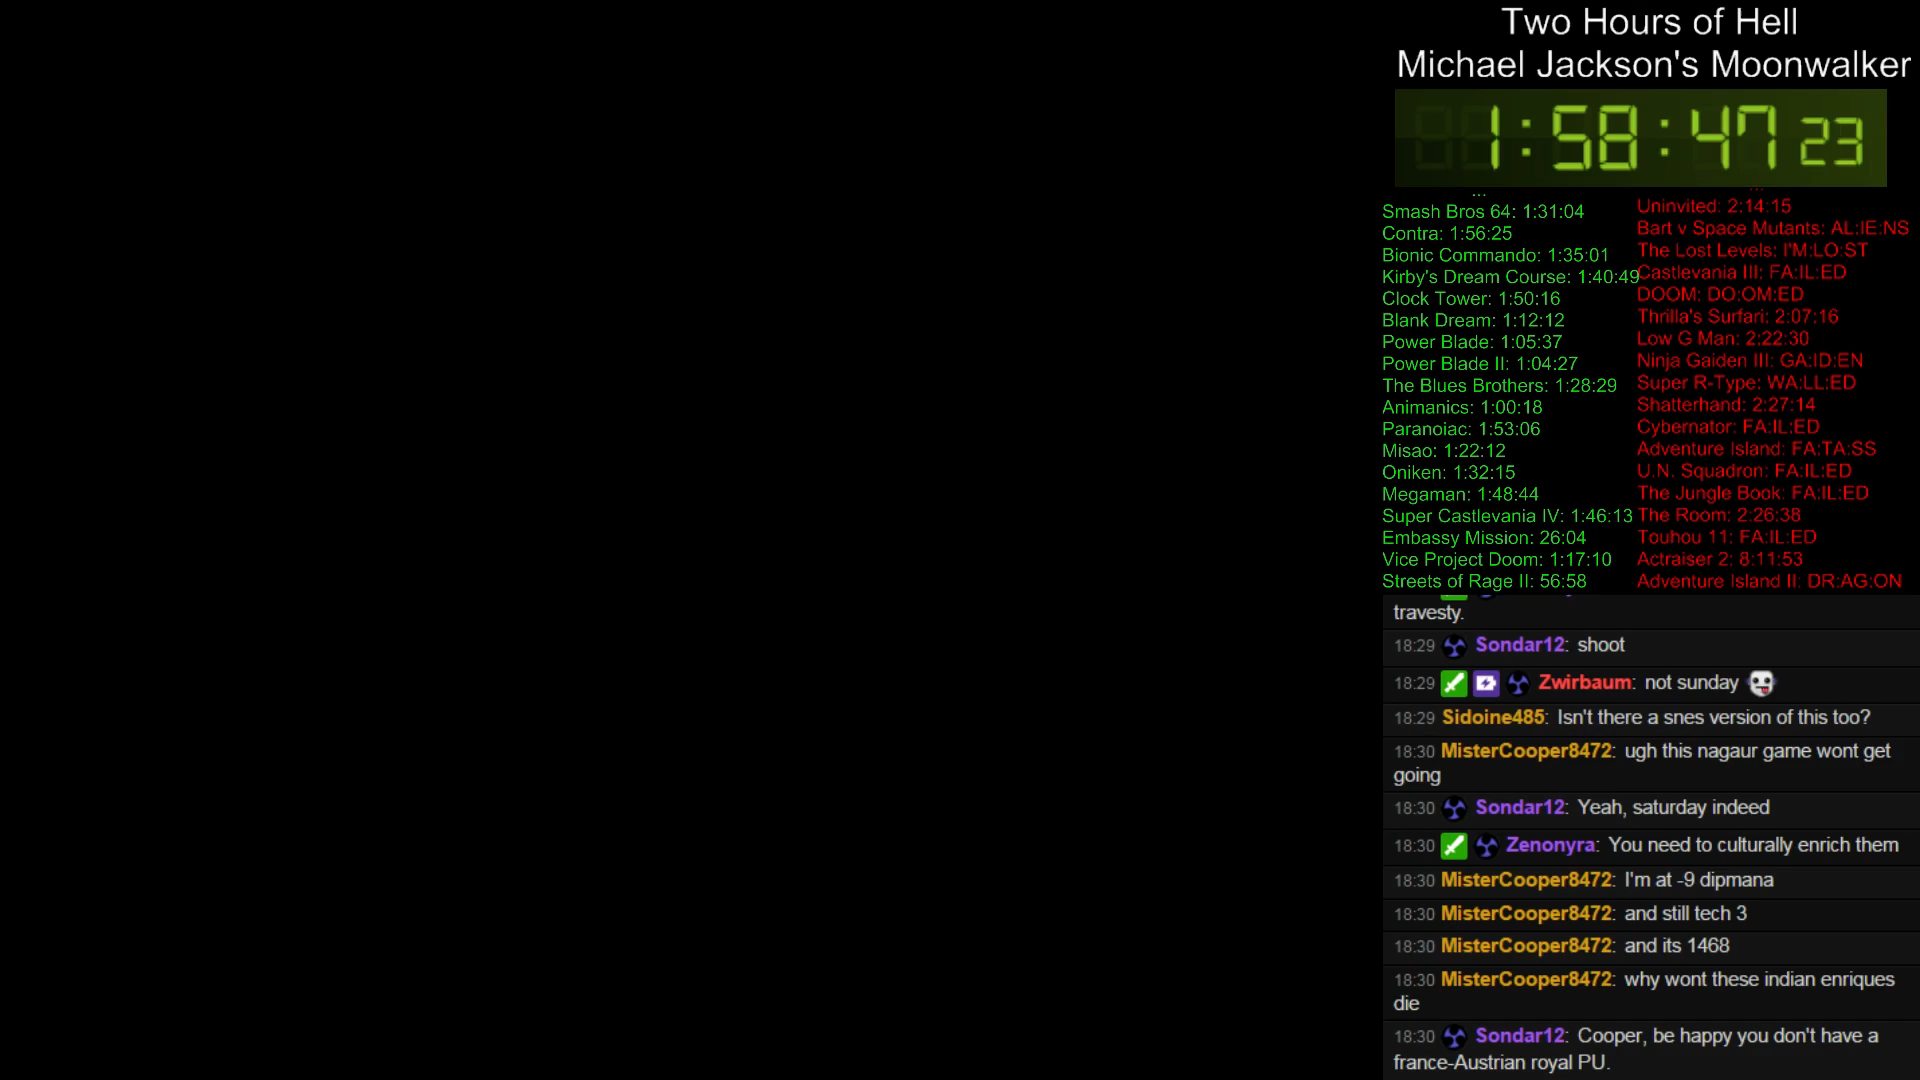 Two Hours of Hell
Michael Jackson's Moonwalker
1:58:47 23
...
Smash Bros 64: 1:31:04
Contra: 1:56:25
Bionic Commando: 1:35:01
Kirby's Dream Course: 1:40:49
Clock Tower: 1:50:16
Blank Dream: 1:12:12
Power Blade: 1:05:37
Power Blade II: 1:04:27
The Blues Brothers: 1:28:29
Animanics: 1:00:18
Paranoiac: 1:53:06
Misao: 1:22:12
Oniken: 1:32:15
Megaman: 1:48:44
Super Castlevania IV: 1:46:13
Embassy Mission: 26:04
Vice Project Doom: 1:17:10
Streets of Rage II: 56:58
...
Uninvited: 2:14:15
Bart v Space Mutants: AL:IE:NS
The Lost Levels: I'M:LO:ST
Castlevania III: FA:IL:ED
DOOM: DO:OM:ED
Thrilla's Surfari: 2:07:16
Low G Man: 2:22:30
Ninja Gaiden III: GA:ID:EN
Super R-Type: WA:LL:ED
Shatterhand: 2:27:14
Cybernator: FA:IL:ED
Adventure Island: FA:TA:SS
U.N. Squadron: FA:IL:ED
The Jungle Book: FA:IL:ED
The Room: 2:26:38
Touhou 11: FA:IL:ED
Actraiser 2: 8:11:53
Adventure Island II: DR:AG:ON
travesty.
18:29 Sondar12: shoot
18:29 Zwirbaum: not sunday
18:29 Sidoine485: Isn't there a snes version of this too?
18:30 MisterCooper8472: ugh this nagaur game wont get
going
18:30 Sondar12: Yeah, saturday indeed
18:30 Zenonyra: You need to culturally enrich them
18:30 MisterCooper8472: I'm at -9 dipmana
18:30 MisterCooper8472: and still tech 3
18:30 MisterCooper8472: and its 1468
18:30 MisterCooper8472: why wont these indian enriques
die
18:30 Sondar12: Cooper, be happy you don't have a
france-Austrian royal PU.